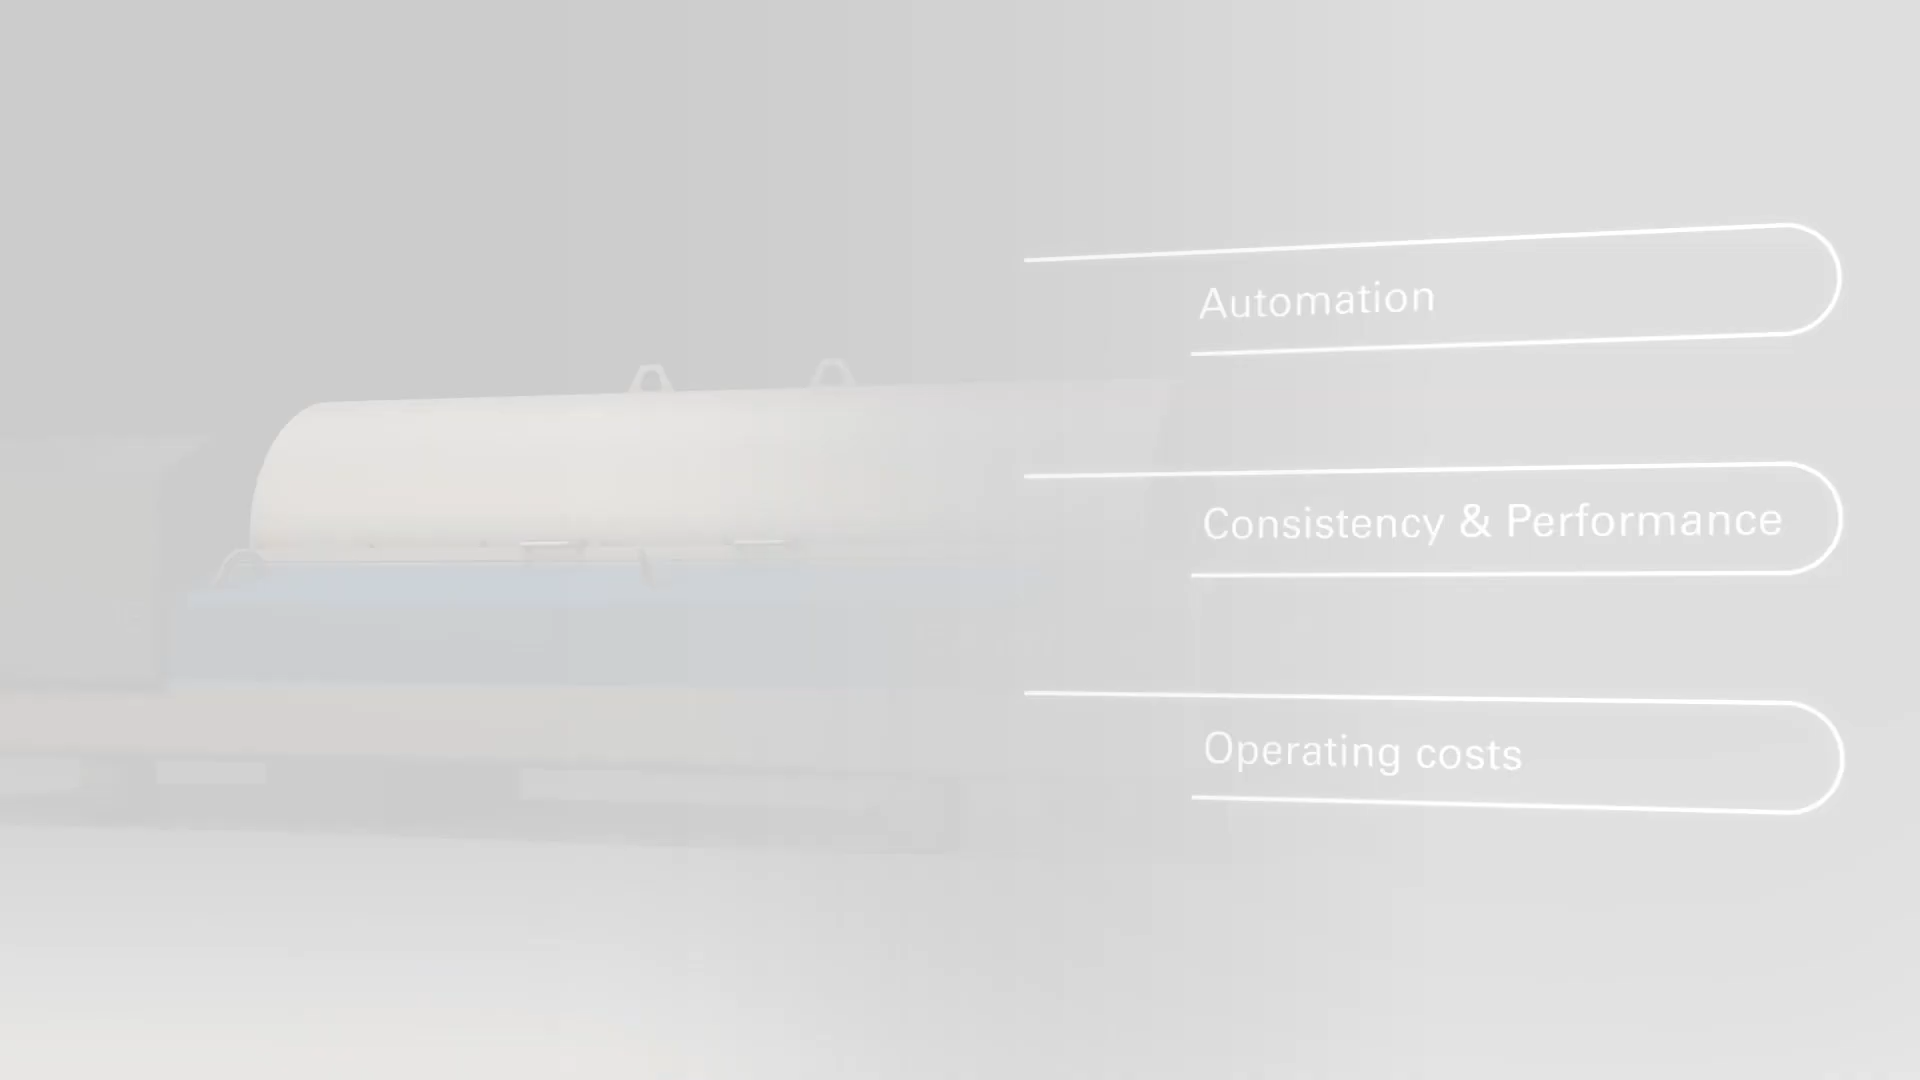 Automation
Consistency & Performance
Operating costs